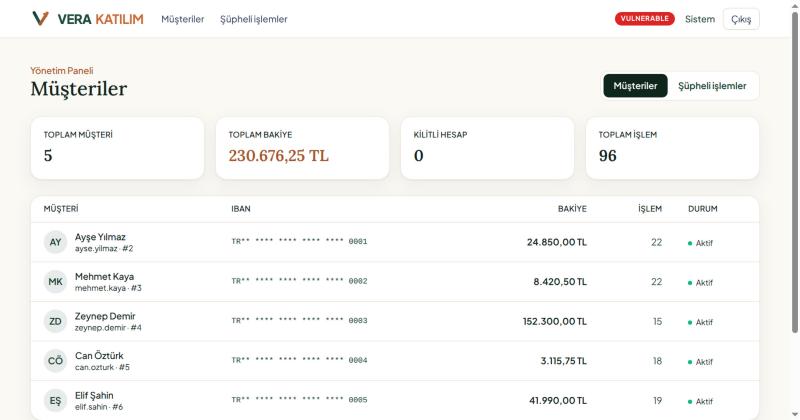 VERA KATILIM Müşteriler Şüpheli işlemler VULNERABLE Sistem Çıkış
Yönetim Paneli
Müşteriler
Müşteriler Şüpheli işlemler
TOPLAM MÜŞTERİ TOPLAM BAKİYE KİLİTLİ HESAP TOPLAM İŞLEM
5 230.676,25 TL 0 96
MÜŞTERİ IBAN BAKİYE İŞLEM DURUM
AY Ayşe Yılmaz TR** **** **** **** **** 0001 24.850,00 TL 22 Aktif
ayse.yilmaz · #2
MK Mehmet Kaya TR** **** **** **** **** 0002 8.420,50 TL 22 Aktif
mehmet.kaya · #3
ZD Zeynep Demir TR** **** **** **** **** 0003 152.300,00 TL 15 Aktif
zeynep.demir · #4
CÖ Can Öztürk TR** **** **** **** **** 0004 3.115,75 TL 18 Aktif
can.ozturk · #5
EŞ Elif Şahin TR** **** **** **** **** 0005 41.990,00 TL 19 Aktif
elif.sahin · #6